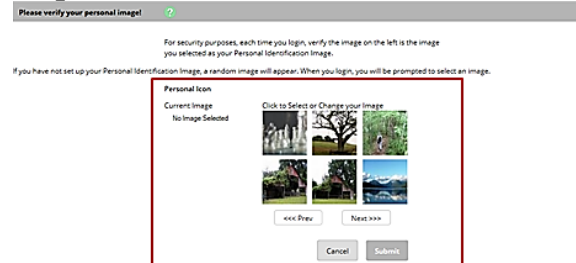 Please verify your personal image!
For security purposes, each time you login, verify the image on the left is the image
you selected as your Personal Identification Image.
If you have not set up your Personal Identification Image, a random image will appear. When you login, you will be prompted to select an image.
Personal Icon
Current Image
Click to Select or Change your Image
No Image Selected
<<< Prev
Next >>>
Cancel
Submit